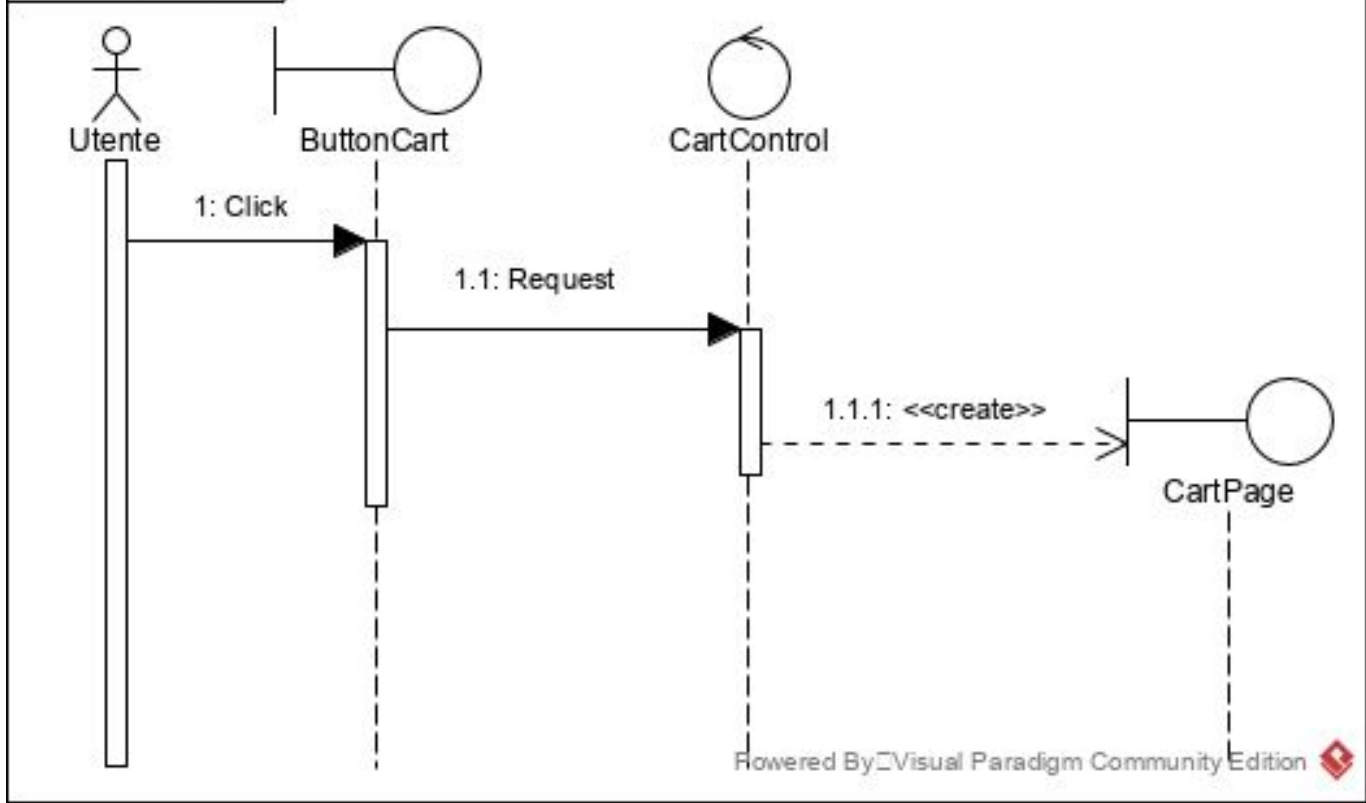 Utente
ButtonCart
CartControl
1: Click
1.1: Request
1.1.1: <<create>>
CartPage
Powered By Visual Paradigm Community Edition